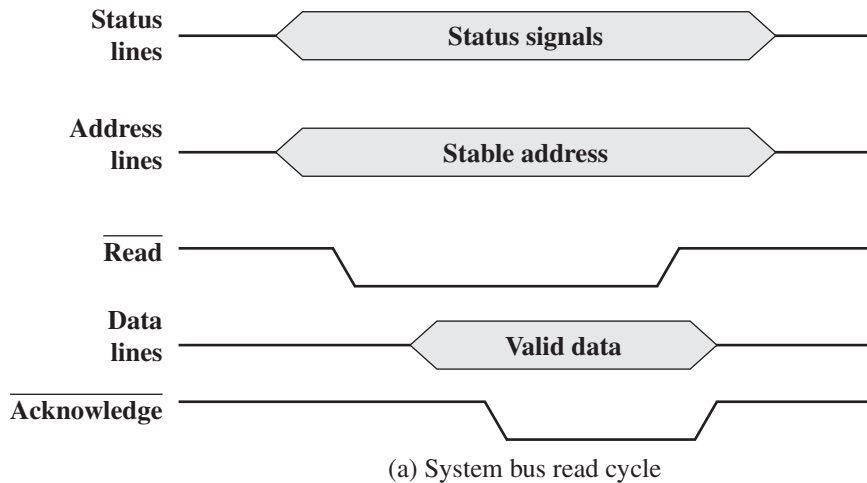 Status
lines
Status signals
Address
lines
Stable address
Read
Data
lines
Valid data
Acknowledge
(a) System bus read cycle